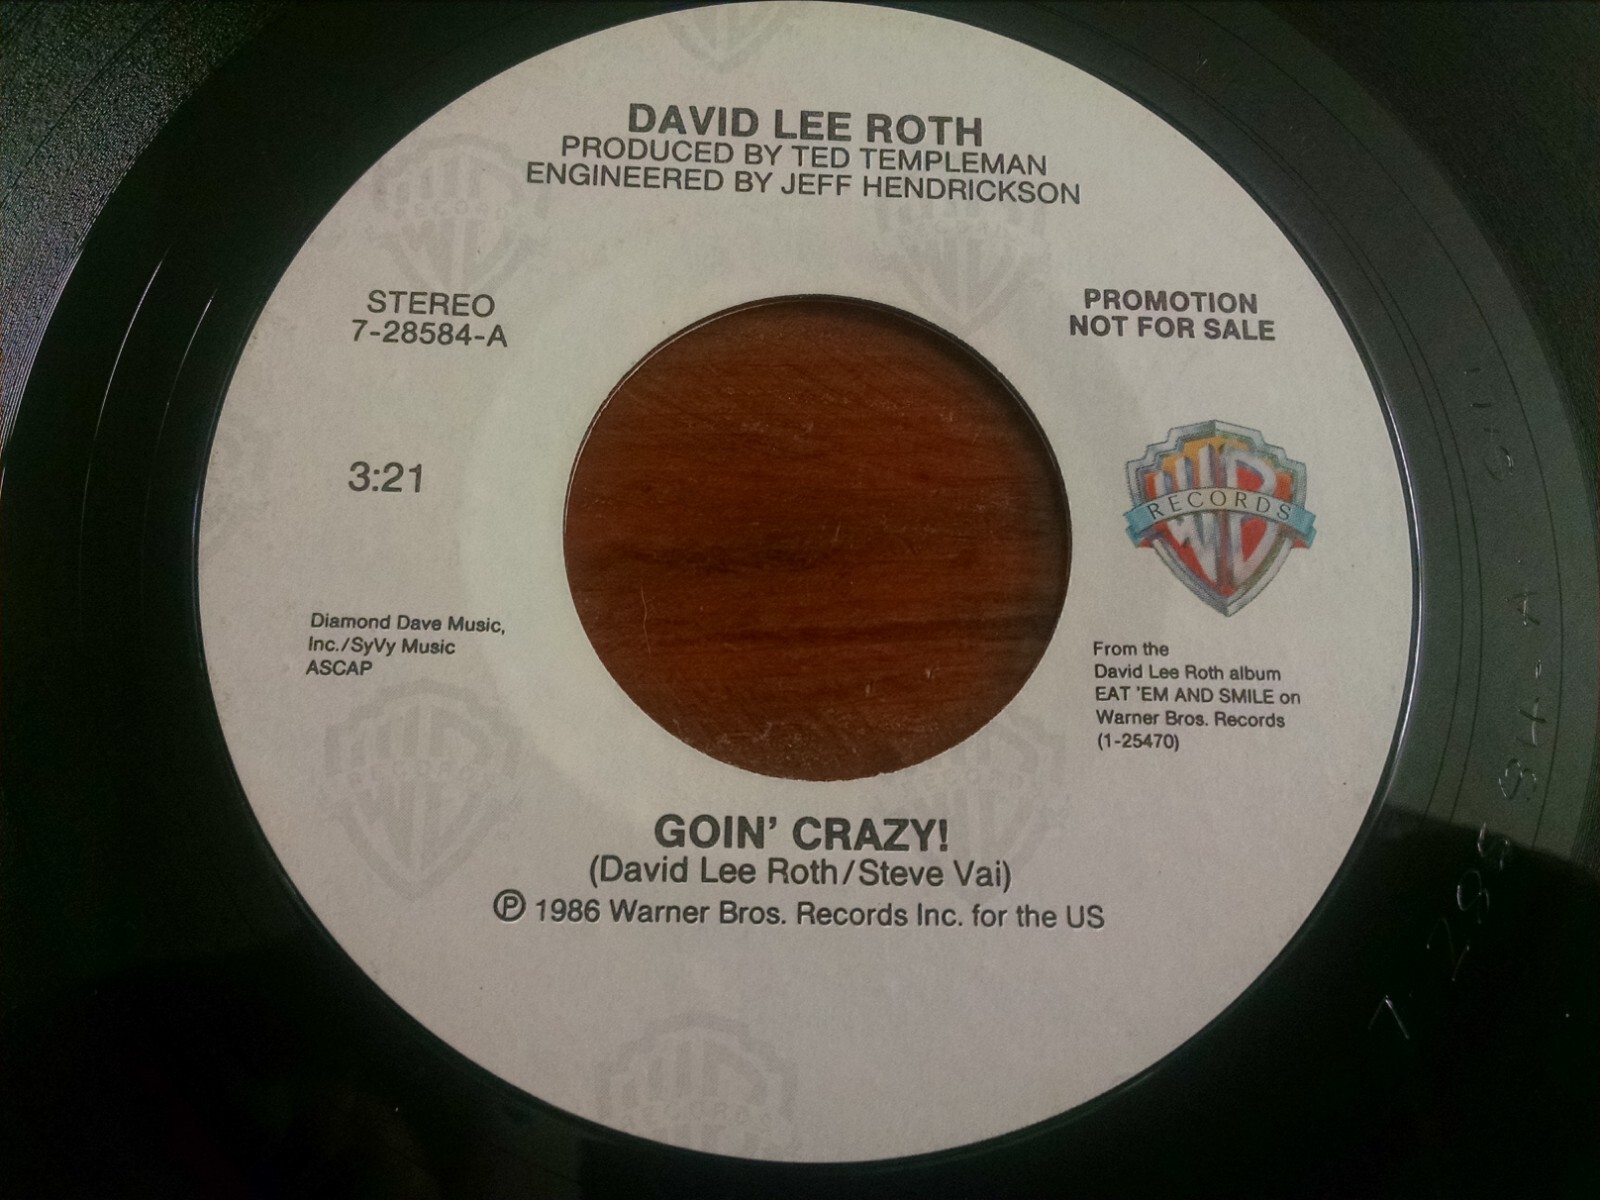 DAVID LEE ROTH
PRODUCED BY TED TEMPLEMAN
ENGINEERED BY JEFF HENDRICKSON
STEREO
7-28584-A
PROMOTION
NOT FOR SALE
3:21
RECORDS
Diamond Dave Music,
Inc./SyVy Music
ASCAP
From the
David Lee Roth album
EAT 'EM AND SMILE on
Warner Bros. Records
(1-25470)
GOIN' CRAZY!
(David Lee Roth/Steve Vai)
℗ 1986 Warner Bros. Records Inc. for the US